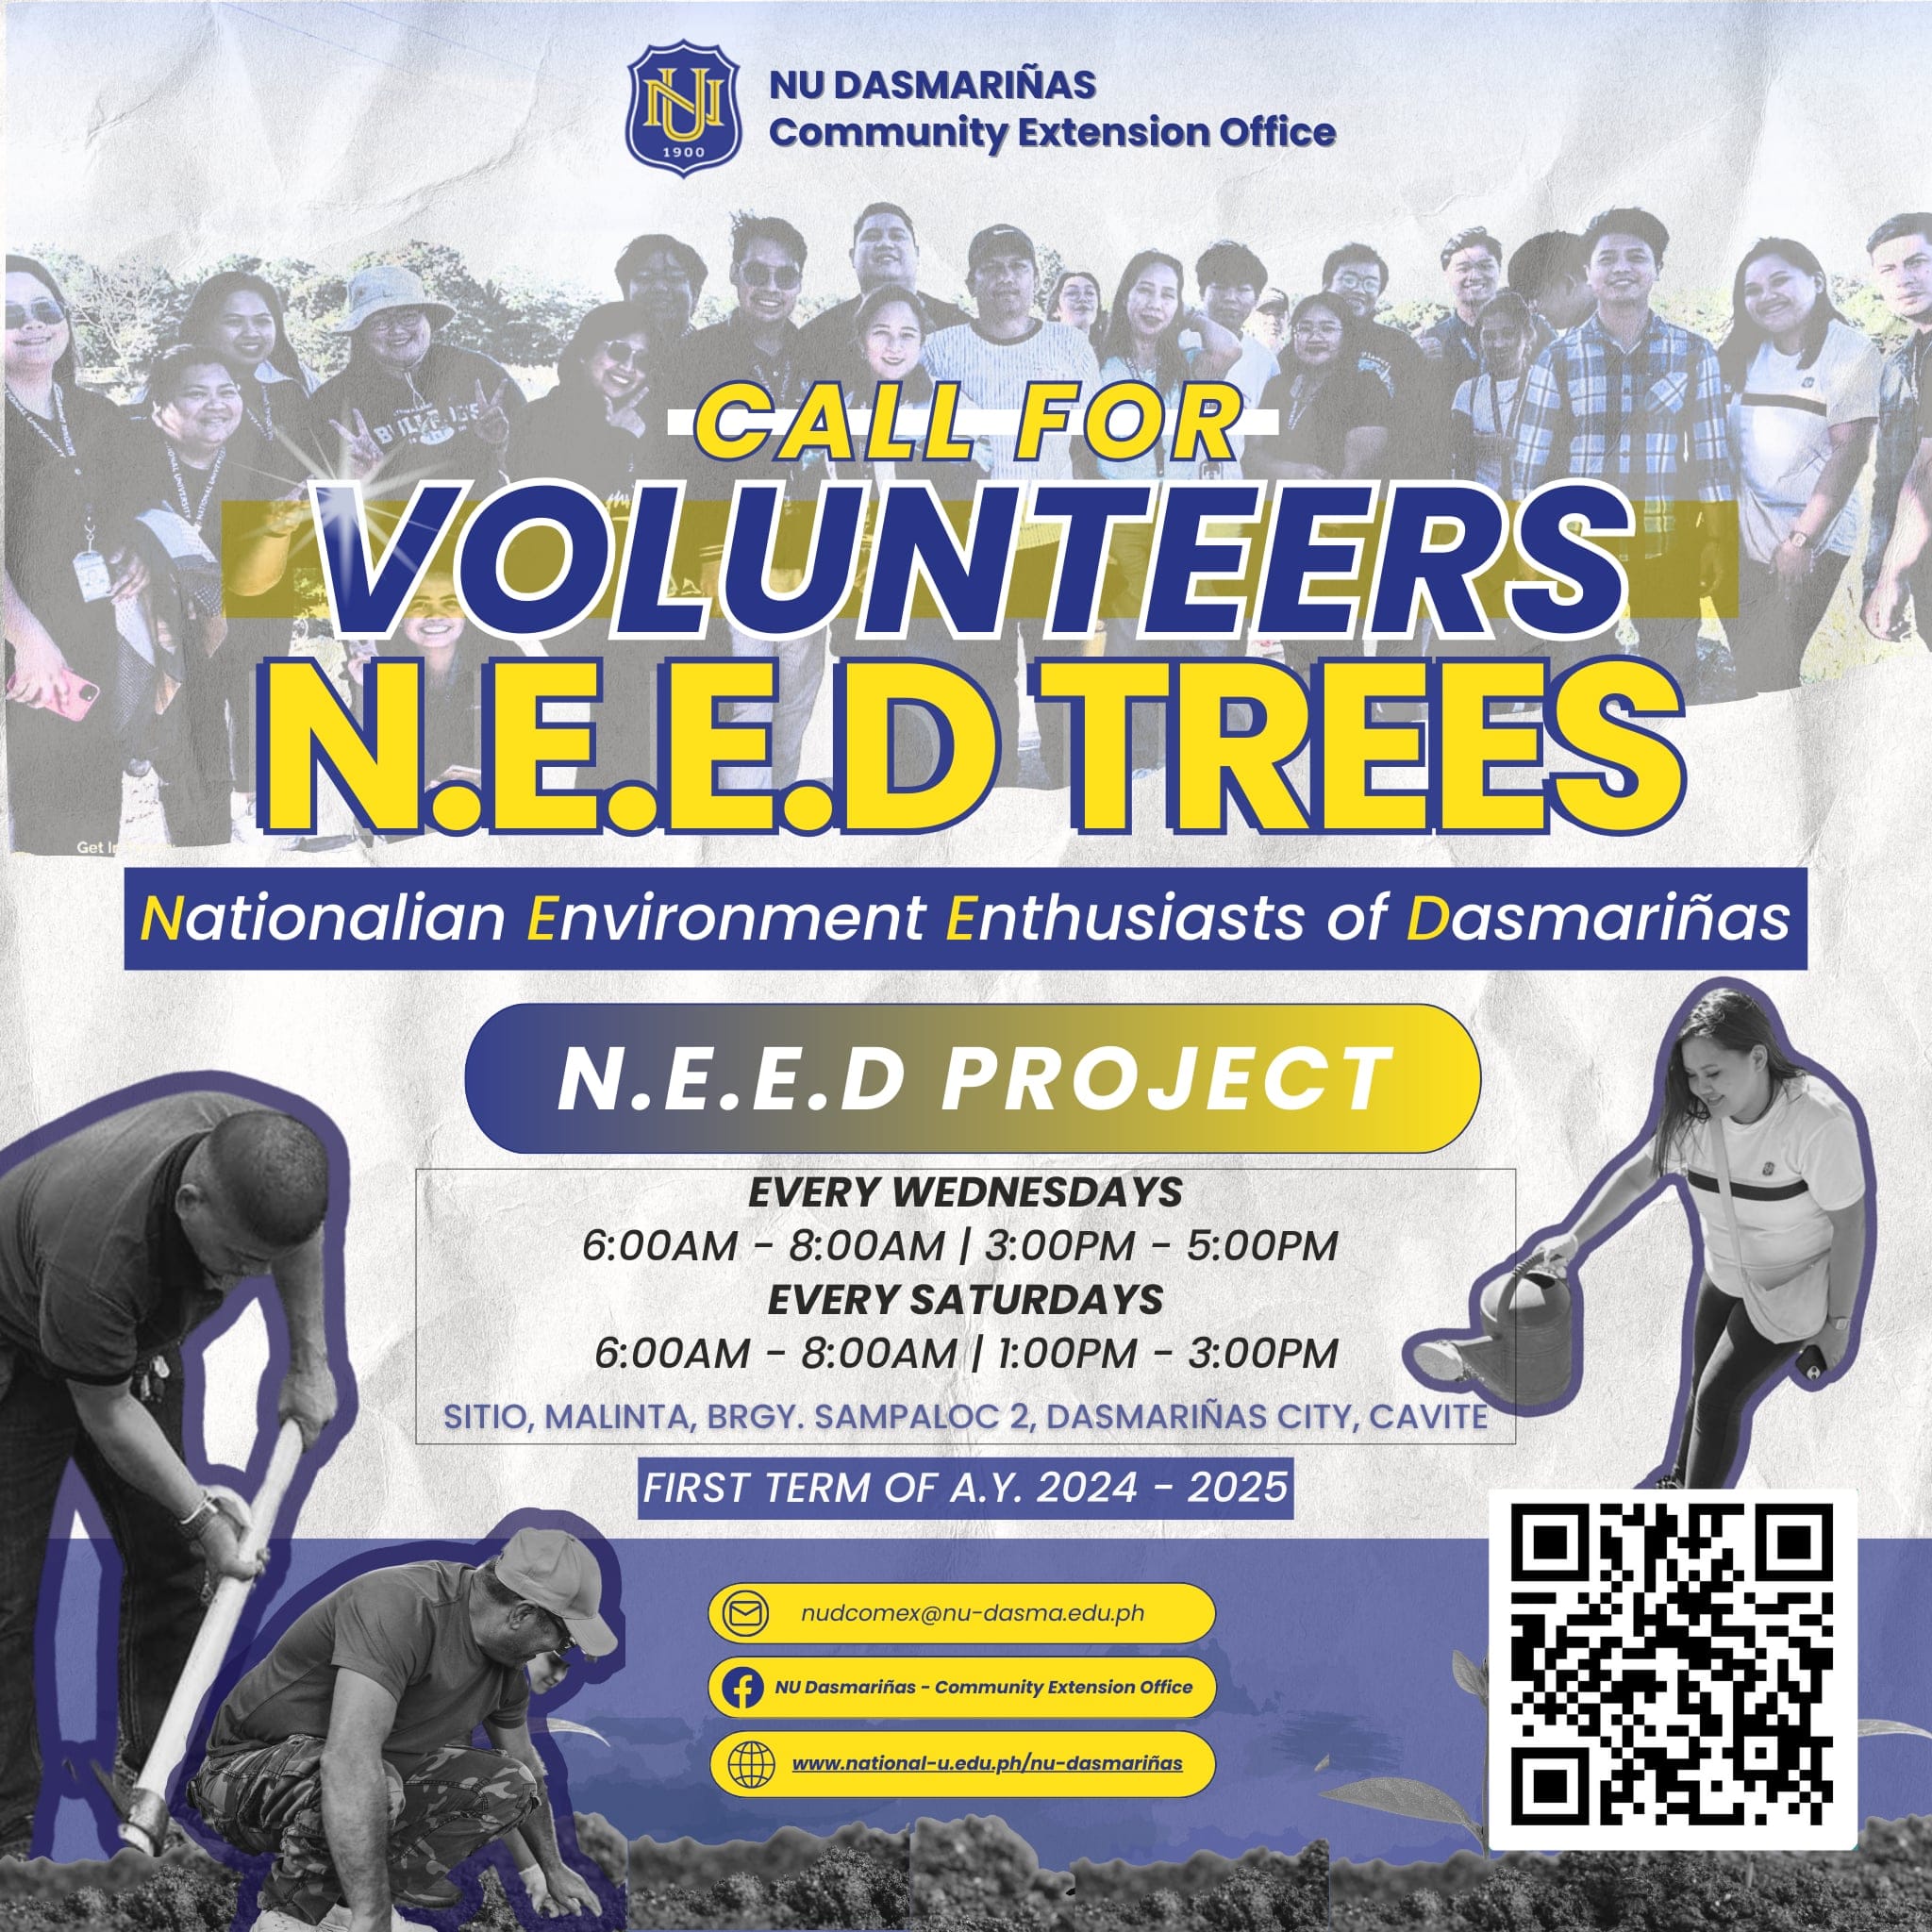 NU
1900
NU DASMARIÑAS
Community Extension Office
CALL FOR
VOLUNTEERS
N.E.E.D TREES
Nationalian Environment Enthusiasts of Dasmariñas
N.E.E.D PROJECT
EVERY WEDNESDAYS
6:00AM - 8:00AM | 3:00PM - 5:00PM
EVERY SATURDAYS
6:00AM - 8:00AM | 1:00PM - 3:00PM
SITIO, MALINTA, BRGY. SAMPALOC 2, DASMARIÑAS CITY, CAVITE
FIRST TERM OF A.Y. 2024 - 2025
nudcomex@nu-dasma.edu.ph
NU Dasmariñas - Community Extension Office
www.national-u.edu.ph/nu-dasmariñas